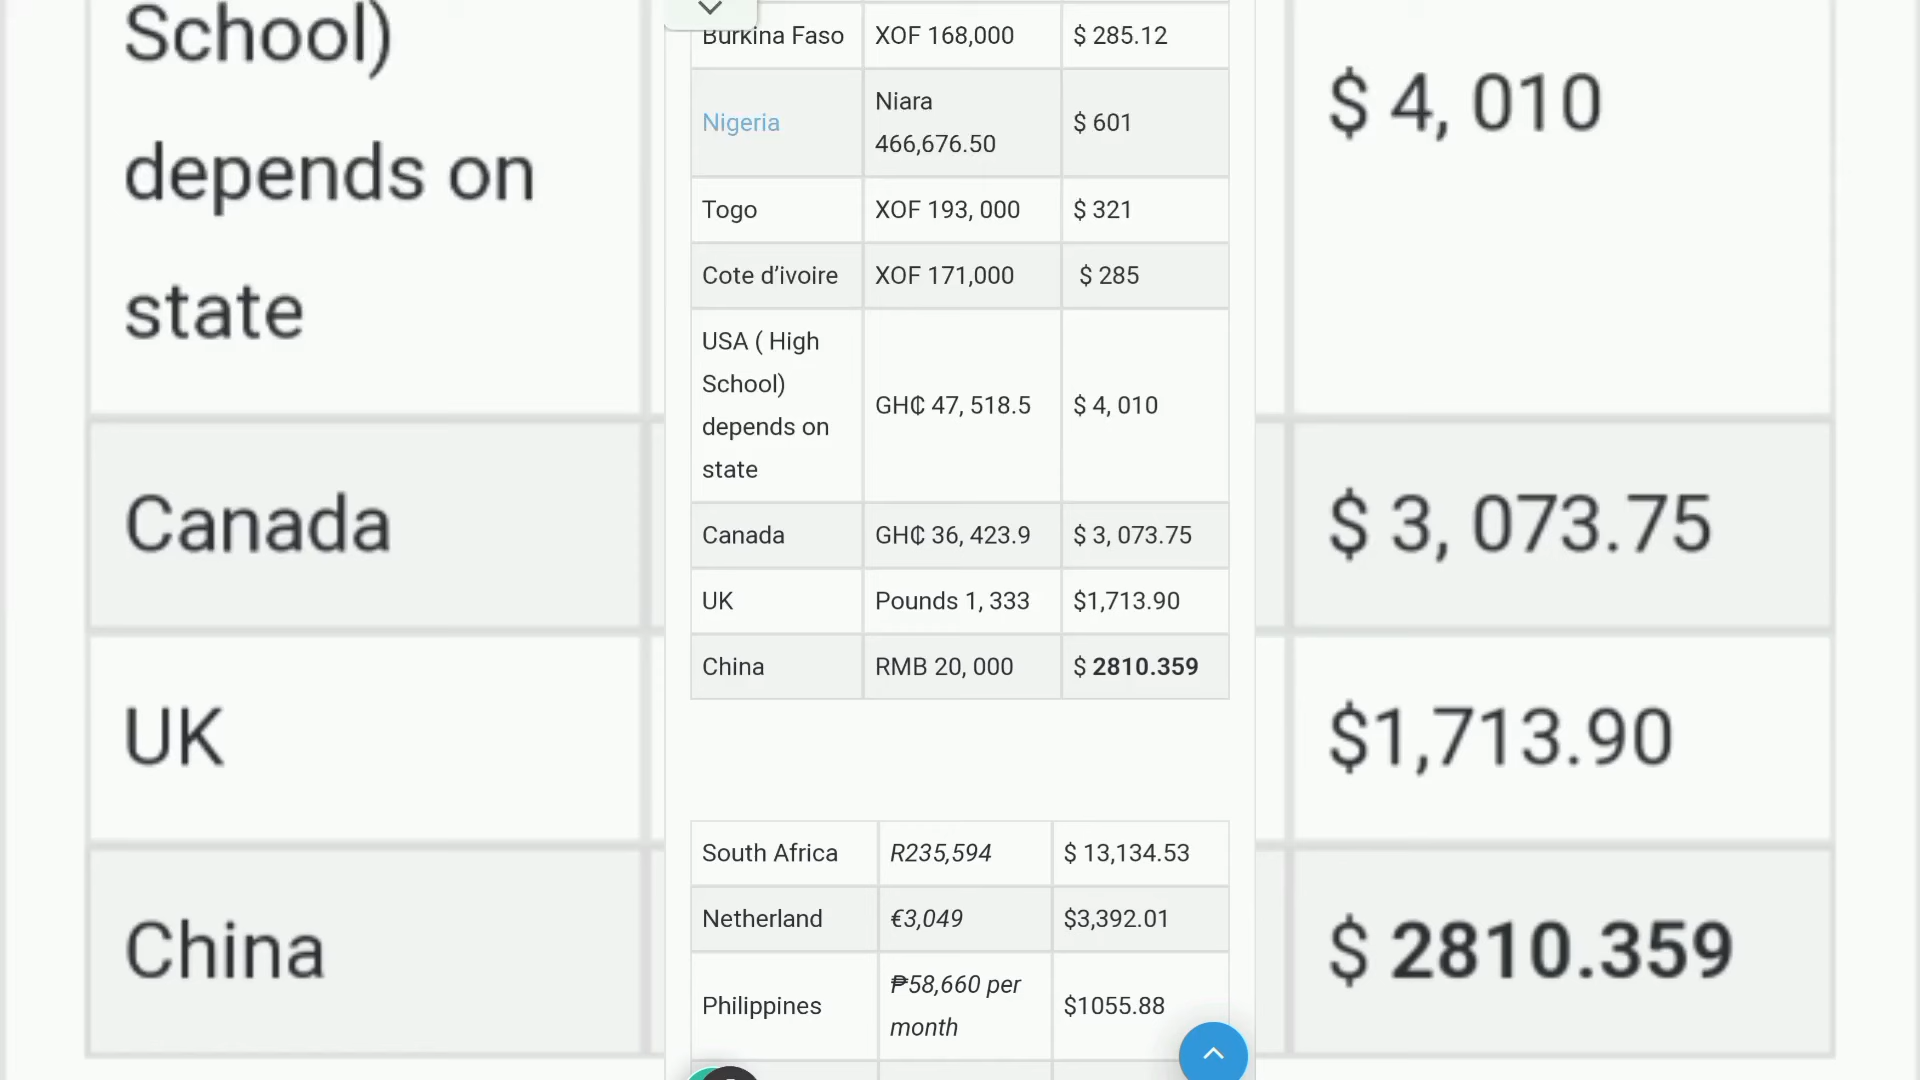 School)
depends on
state
Canada
UK
China
Burkina Faso XOF 168,000 $ 285.12
Nigeria Niara $ 601
466,676.50
Togo XOF 193, 000 $ 321
Cote d’ivoire XOF 171,000 $ 285
USA ( High
School)
depends on
state
GH₵ 47, 518.5 $ 4, 010
Canada GH₵ 36, 423.9 $ 3, 073.75
UK Pounds 1, 333 $1,713.90
China RMB 20, 000 $ 2810.359
South Africa R235,594 $ 13,134.53
Netherland €3,049 $3,392.01
Philippines ₱58,660 per
month
$1055.88
$ 4, 010
$ 3, 073.75
$1,713.90
$ 2810.359